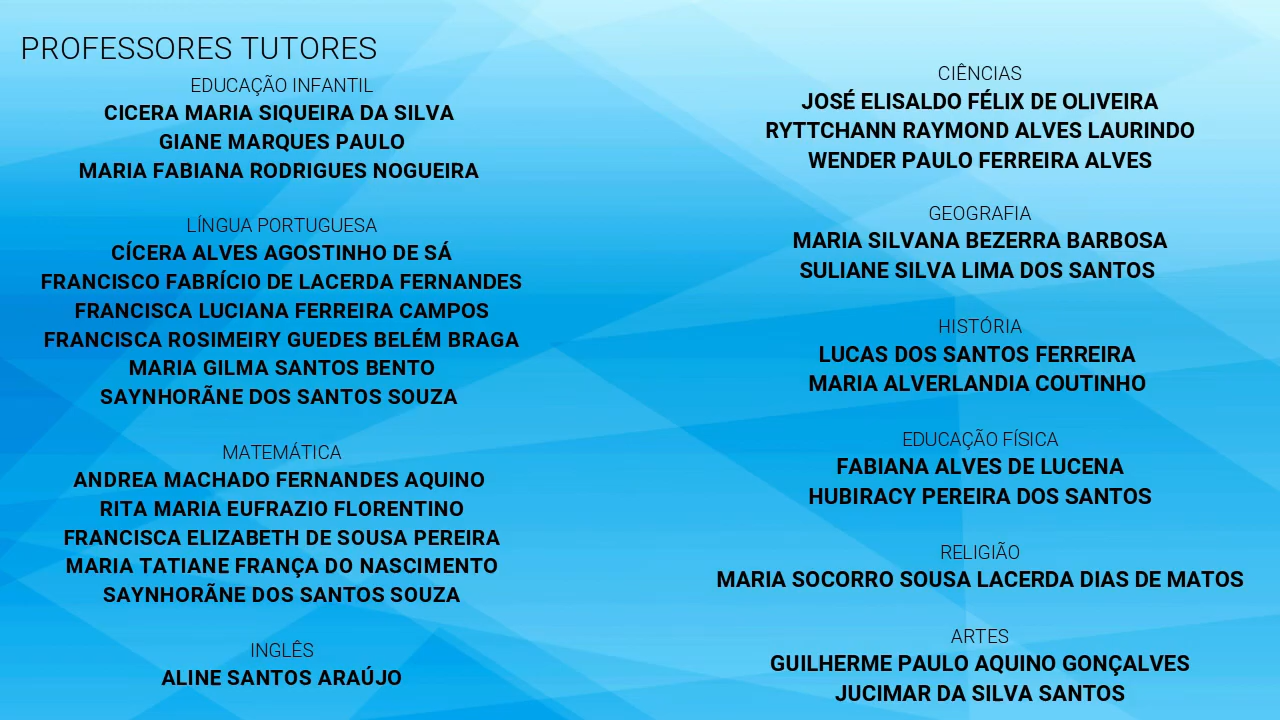 PROFESSORES TUTORES
EDUCAÇÃO INFANTIL
CICERA MARIA SIQUEIRA DA SILVA
GIANE MARQUES PAULO
MARIA FABIANA RODRIGUES NOGUEIRA
LÍNGUA PORTUGUESA
CÍCERA ALVES AGOSTINHO DE SÁ
FRANCISCO FABRÍCIO DE LACERDA FERNANDES
FRANCISCA LUCIANA FERREIRA CAMPOS
FRANCISCA ROSIMEIRY GUEDES BELÉM BRAGA
MARIA GILMA SANTOS BENTO
SAYNHORÃNE DOS SANTOS SOUZA
MATEMÁTICA
ANDREA MACHADO FERNANDES AQUINO
RITA MARIA EUFRAZIO FLORENTINO
FRANCISCA ELIZABETH DE SOUSA PEREIRA
MARIA TATIANE FRANÇA DO NASCIMENTO
SAYNHORÃNE DOS SANTOS SOUZA
INGLÊS
ALINE SANTOS ARAÚJO
CIÊNCIAS
JOSÉ ELISALDO FÉLIX DE OLIVEIRA
RYTTCHANN RAYMOND ALVES LAURINDO
WENDER PAULO FERREIRA ALVES
GEOGRAFIA
MARIA SILVANA BEZERRA BARBOSA
SULIANE SILVA LIMA DOS SANTOS
HISTÓRIA
LUCAS DOS SANTOS FERREIRA
MARIA ALVERLANDIA COUTINHO
EDUCAÇÃO FÍSICA
FABIANA ALVES DE LUCENA
HUBIRACY PEREIRA DOS SANTOS
RELIGIÃO
MARIA SOCORRO SOUSA LACERDA DIAS DE MATOS
ARTES
GUILHERME PAULO AQUINO GONÇALVES
JUCIMAR DA SILVA SANTOS